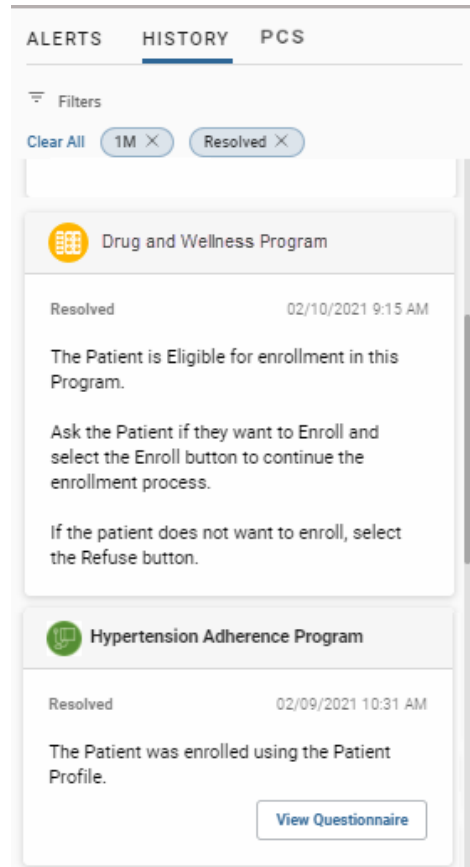 ALERTS HISTORY PCS
Filters
Clear All 1M × Resolved ×
Drug and Wellness Program
Resolved 02/10/2021 9:15 AM
The Patient is Eligible for enrollment in this
Program.
Ask the Patient if they want to Enroll and
select the Enroll button to continue the
enrollment process.
If the patient does not want to enroll, select
the Refuse button.
Hypertension Adherence Program
Resolved 02/09/2021 10:31 AM
The Patient was enrolled using the Patient
Profile.
View Questionnaire